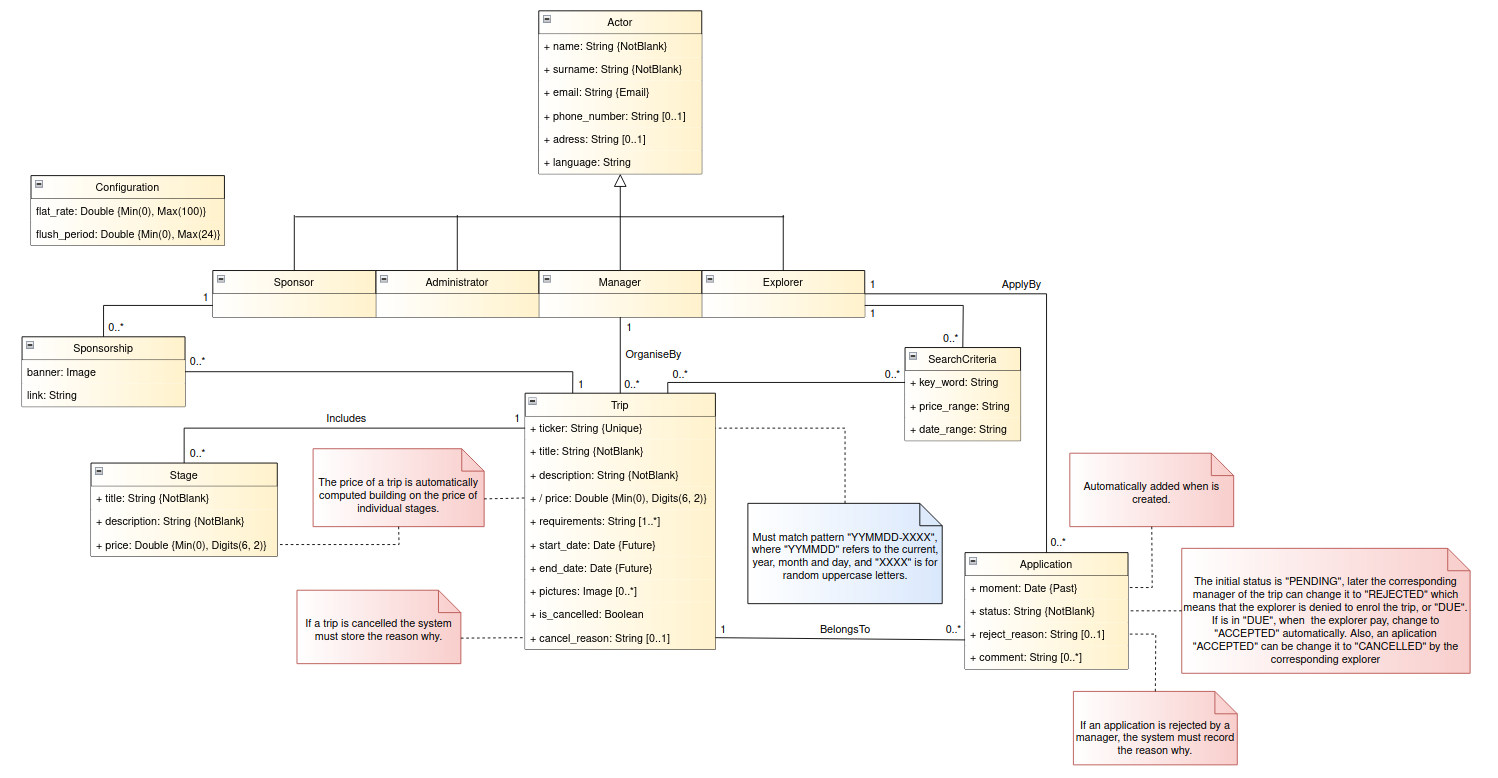 Actor
+ name: String {NotBlank}
+ surname: String {NotBlank}
+ email: String {Email}
+ phone_number: String [0..1]
+ adress: String [0..1]
+ language: String
Configuration
flat_rate: Double {Min(0), Max(100)}
flush_period: Double {Min(0), Max(24)}
Sponsor
Administrator
Manager
Explorer
1
0..*
1
OrganiseBy
0..*
1
ApplyBy
0..*
1
0..*
Sponsorship
banner: Image
link: String
0..*
1
SearchCriteria
+ key_word: String
+ price_range: String
+ date_range: String
0..*
0..*
Trip
+ ticker: String {Unique}
+ title: String {NotBlank}
+ description: String {NotBlank}
+ / price: Double {Min(0), Digits(6, 2)}
+ requirements: String [1..*]
+ start_date: Date {Future}
+ end_date: Date {Future}
+ pictures: Image [0..*]
+ is_cancelled: Boolean
+ cancel_reason: String [0..1]
Includes
1
0..*
Stage
+ title: String {NotBlank}
+ description: String {NotBlank}
+ price: Double {Min(0), Digits(6, 2)}
The price of a trip is automatically
computed building on the price of
individual stages.
If a trip is cancelled the system
must store the reason why.
Must match pattern "YYMMDD-XXXX",
where "YYMMDD" refers to the current,
year, month and day, and "XXXX" is for
random uppercase letters.
1
BelongsTo
0..*
Application
+ moment: Date {Past}
+ status: String {NotBlank}
+ reject_reason: String [0..1]
+ comment: String [0..*]
Automatically added when is
created.
The initial status is "PENDING", later the corresponding
manager of the trip can change it to "REJECTED" which
means that the explorer is denied to enrol the trip, or "DUE".
If is in "DUE", when the explorer pay, change to
"ACCEPTED" automatically. Also, an aplication
"ACCEPTED" can be change it to "CANCELLED" by the
corresponding explorer
If an application is rejected by a
manager, the system must record
the reason why.